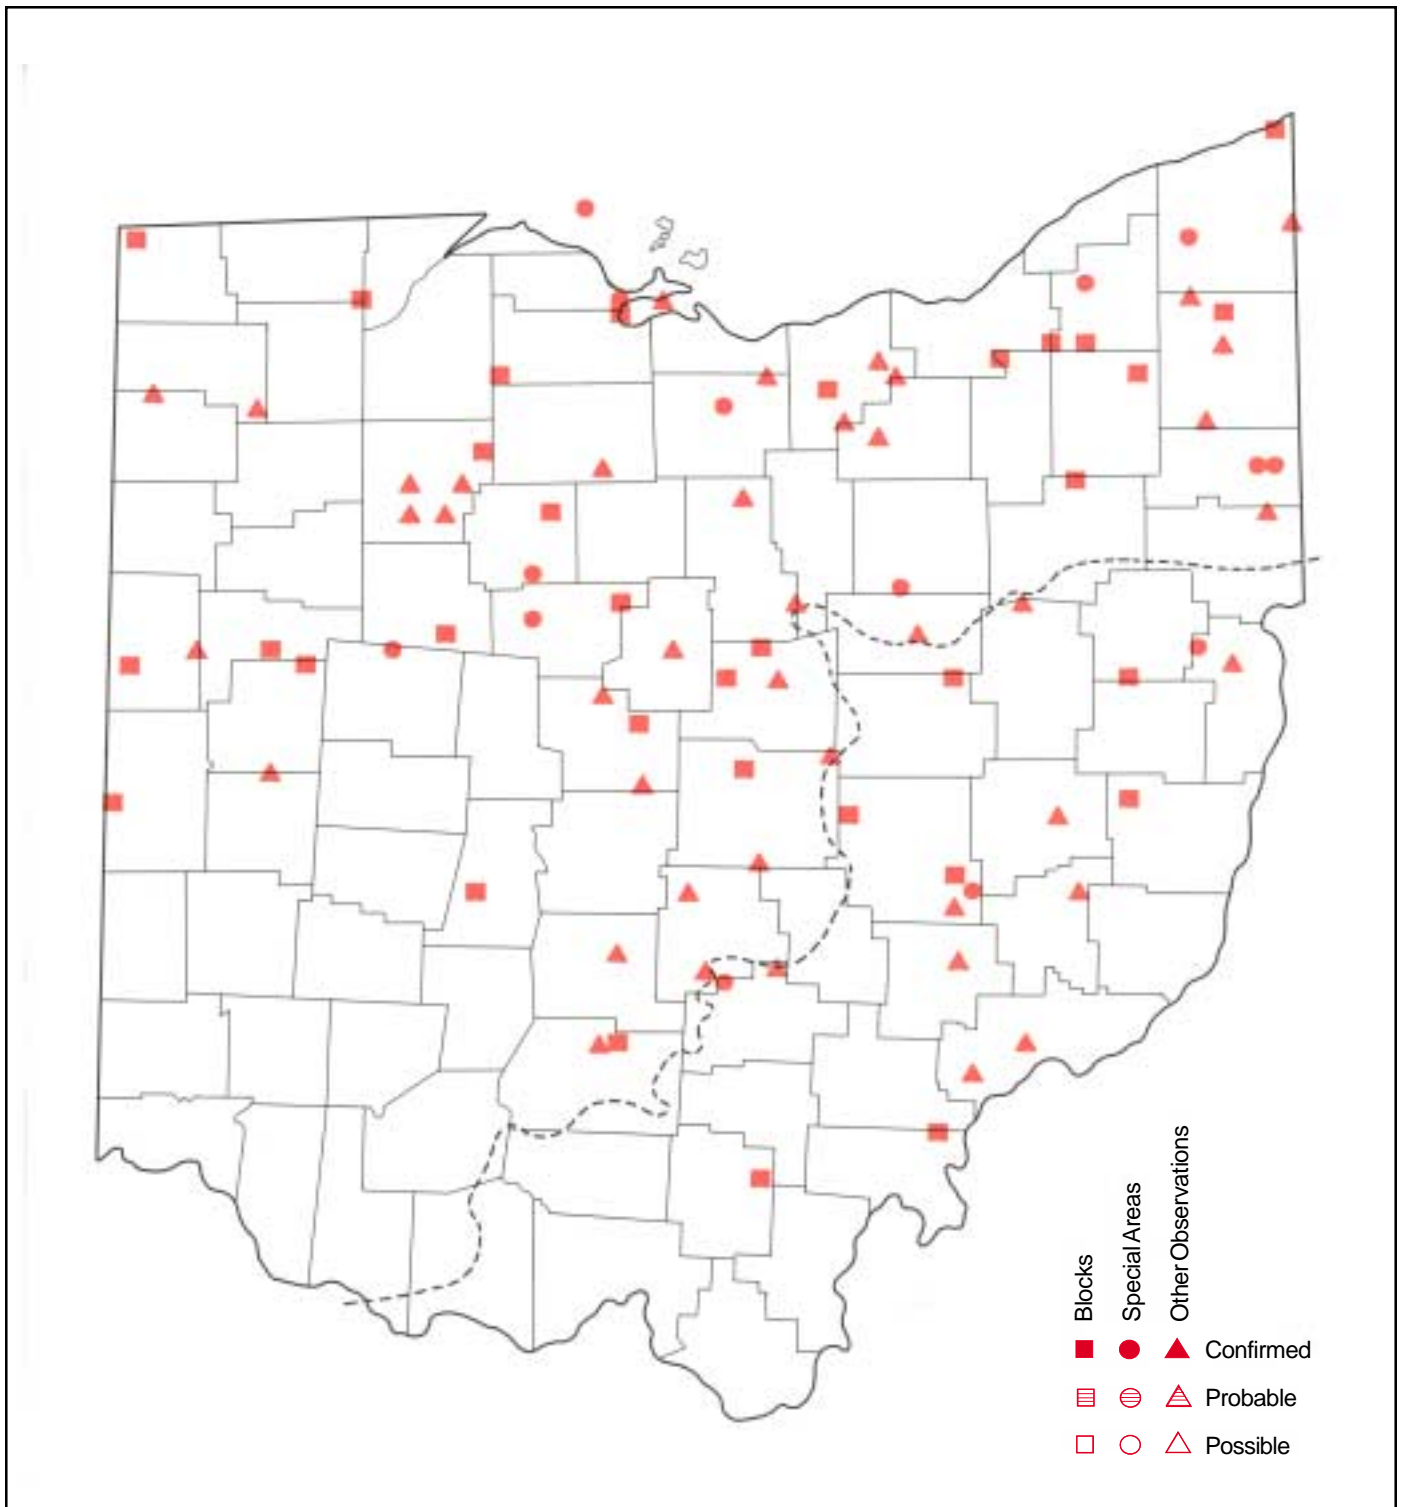 Blocks
Special Areas
Other Observations
Confirmed
Probable
Possible